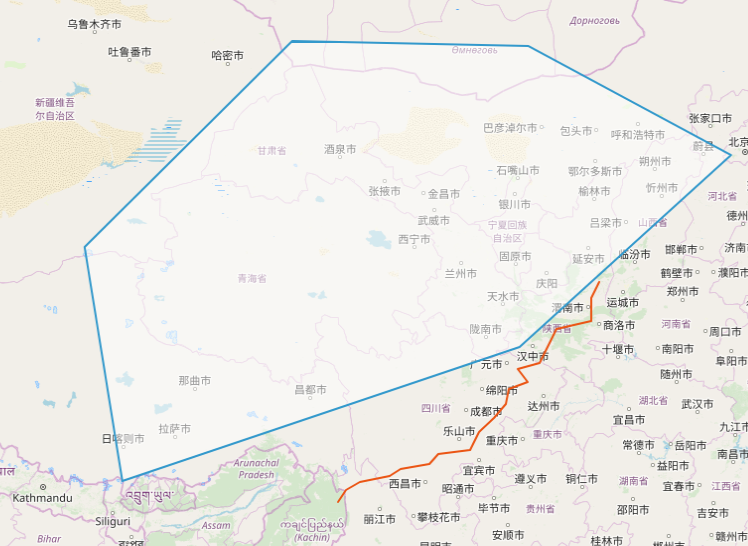 乌鲁木齐市
Дорноговь
Өмнөговь
吐鲁番市
哈密市
新疆维吾
尔自治区
张家口市
巴彦淖尔市
包头市
呼和浩特市
北京
蔚县
甘肃省
酒泉市
石嘴山市
鄂尔多斯市
朔州市
张掖市
金昌市
榆林市
忻州市
河北省
银川市
德州
武威市
宁夏回族
自治区
吕梁市
山西省
西宁市
固原市
延安市
临汾市
邯郸市
济南
青海省
兰州市
庆阳
鹤壁市
濮阳市
天水市
渭南市
运城市
郑州市
陇南市
陕西省
商洛市
河南省
周口市
广元市
汉中市
十堰市
南阳市
阜阳市
那曲市
昌都市
绵阳市
随州市
四川省
成都市
达州市
湖北省
武汉市
拉萨市
日喀则市
乐山市
重庆市
重庆市
宜昌市
九江
常德市
岳阳市
南昌市
Arunachal
Pradesh
宜宾市
益阳市
Kathmandu
西昌市
昭通市
遵义市
铜仁市
湖南省
宜春市
江西省
འབྲུག་ཡུལ་
Siliguri
Assam
ကချင်ပြည်နယ်
(Kachin)
丽江市
攀枝花市
毕节市
贵州省
邵阳市
吉安市
Bihar
安顺市
桂林市
赣州市